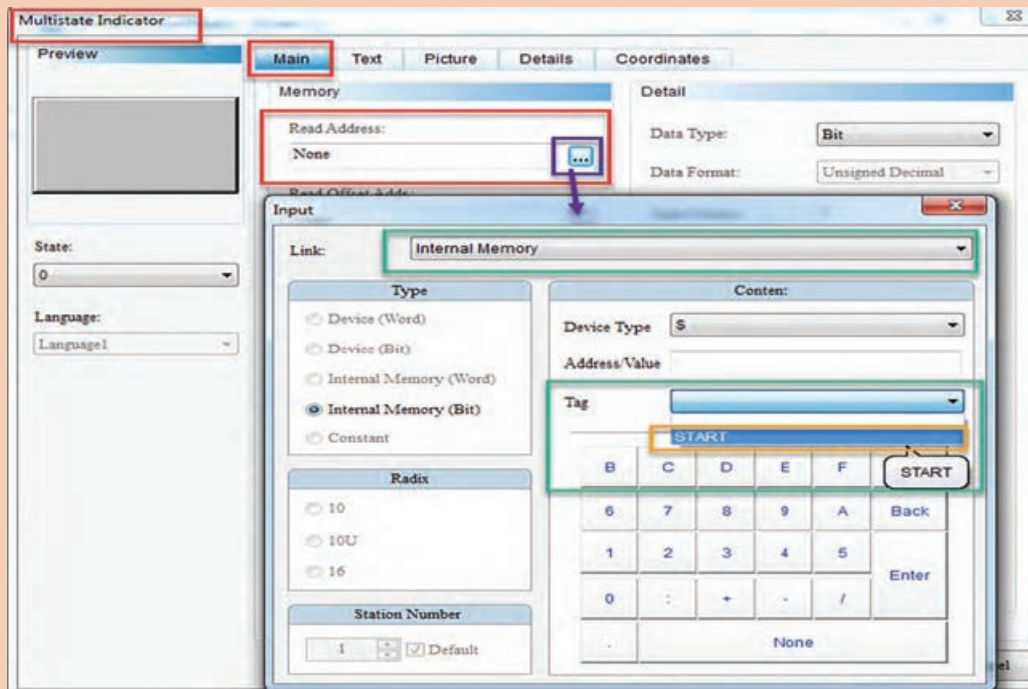 Multistate Indicator
Preview
Main Text Picture Details Coordinates
Memory
Detail
Read Address:
None
...
Data Type:
Bit
Data Format:
Unsigned Decimal
Read Offset Addr:
State:
0
Language:
Language1
Input
Link:
Internal Memory
Type
Device (Word)
Device (Bit)
Internal Memory (Word)
Internal Memory (Bit)
Constant
Radix
10
10U
16
Station Number
1
Default
Conten:
Device Type
S
Address/Value
Tag
START
START
B C D E F
6 7 8 9 A Back
1 2 3 4 5
Enter
0 : + - /
. None